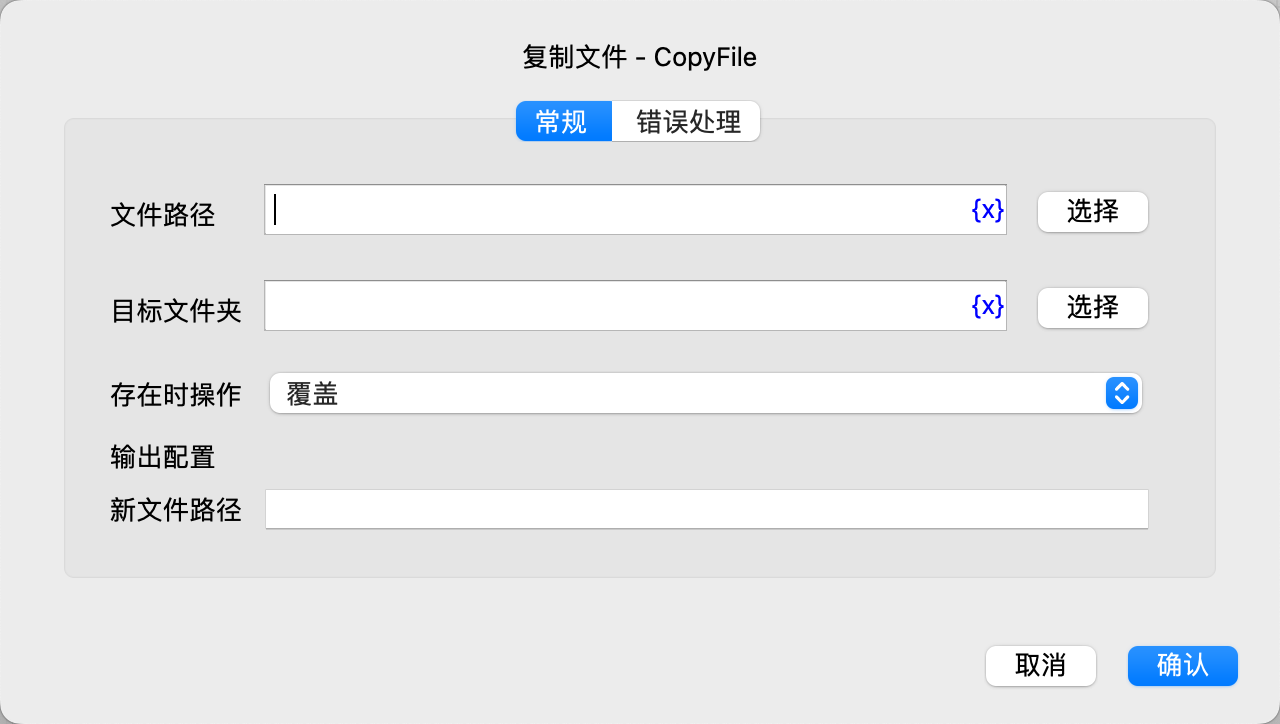 复制文件 - CopyFile
常规 错误处理
文件路径 {x} 选择
目标文件夹 {x} 选择
存在时操作 覆盖
输出配置
新文件路径
取消 确认